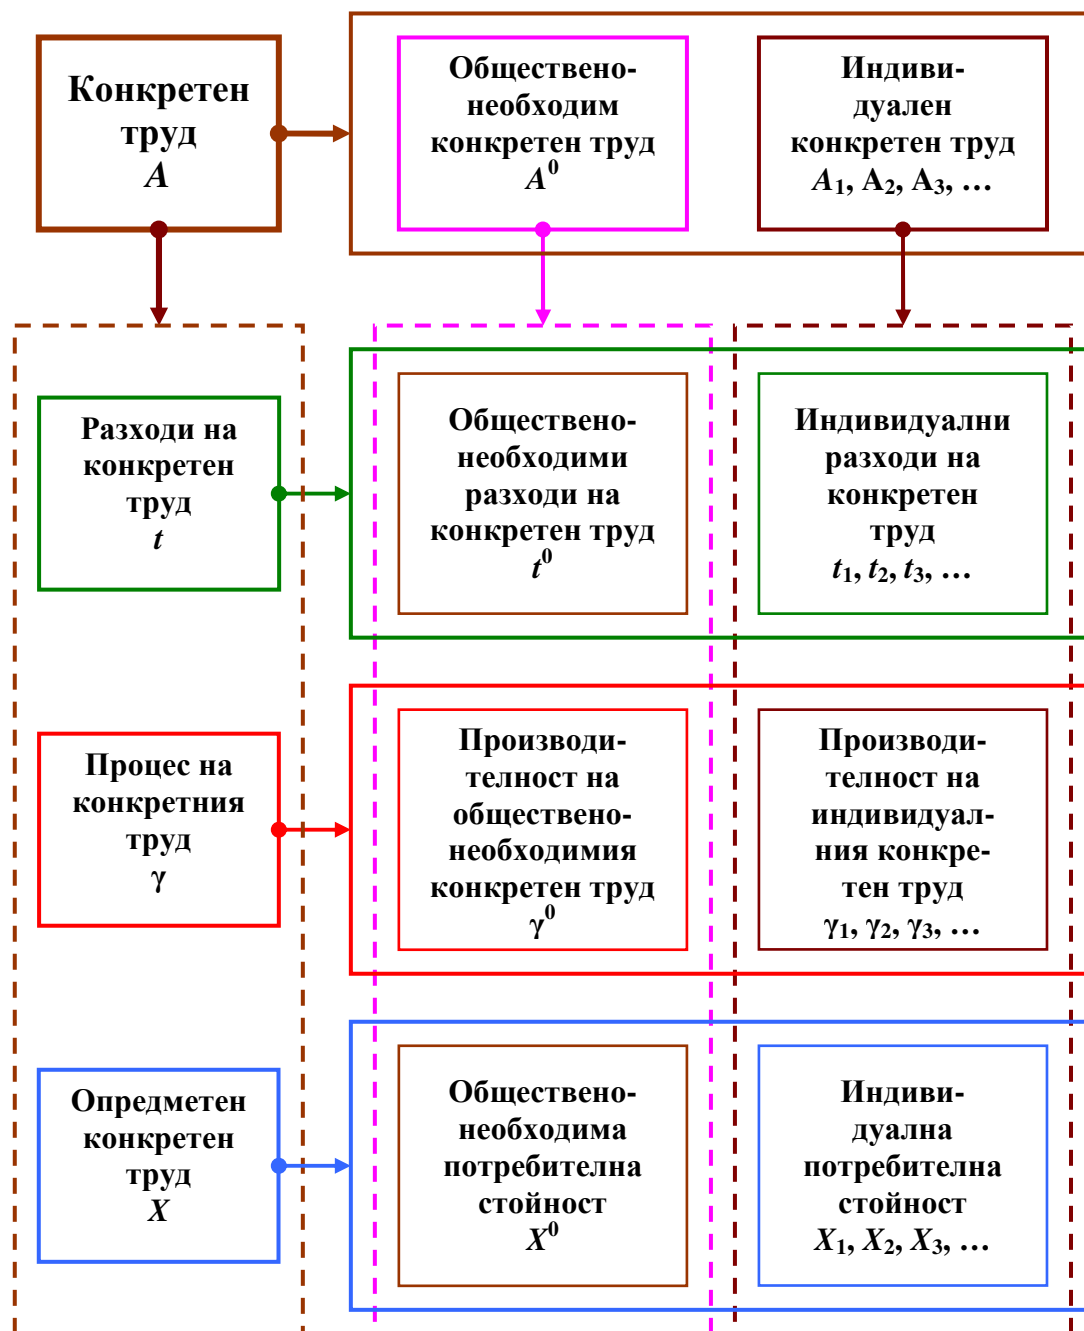 Конкретен
труд
A
Обществено-
необходим
конкретен труд
A⁰
Индиви-
дуален
конкретен труд
A₁, A₂, A₃, …
Разходи на
конкретен
труд
t
Обществено-
необходими
разходи на
конкретен труд
t⁰
Индивидуални
разходи на
конкретен
труд
t₁, t₂, t₃, …
Процес на
конкретния
труд
γ
Производи-
телност на
обществено-
необходимия
конкретен труд
γ⁰
Производи-
телност на
индивидуал-
ния конкре-
тен труд
γ₁, γ₂, γ₃, …
Опредметен
конкретен
труд
X
Обществено-
необходима
потребителна
стойност
X⁰
Индиви-
дуална
потребителна
стойност
X₁, X₂, X₃, …